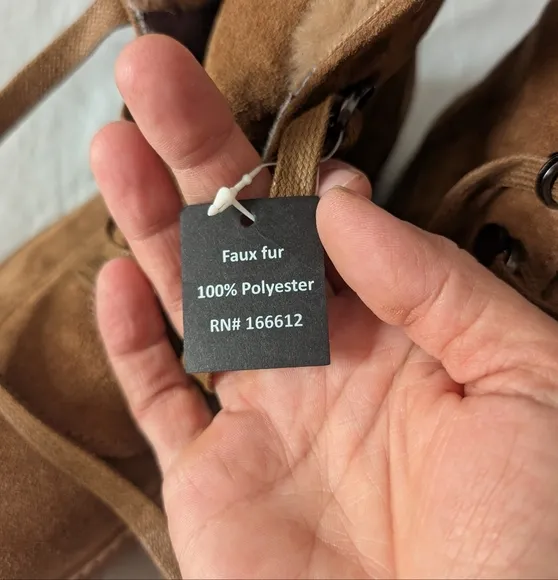 Faux fur
100% Polyester
RN# 166612